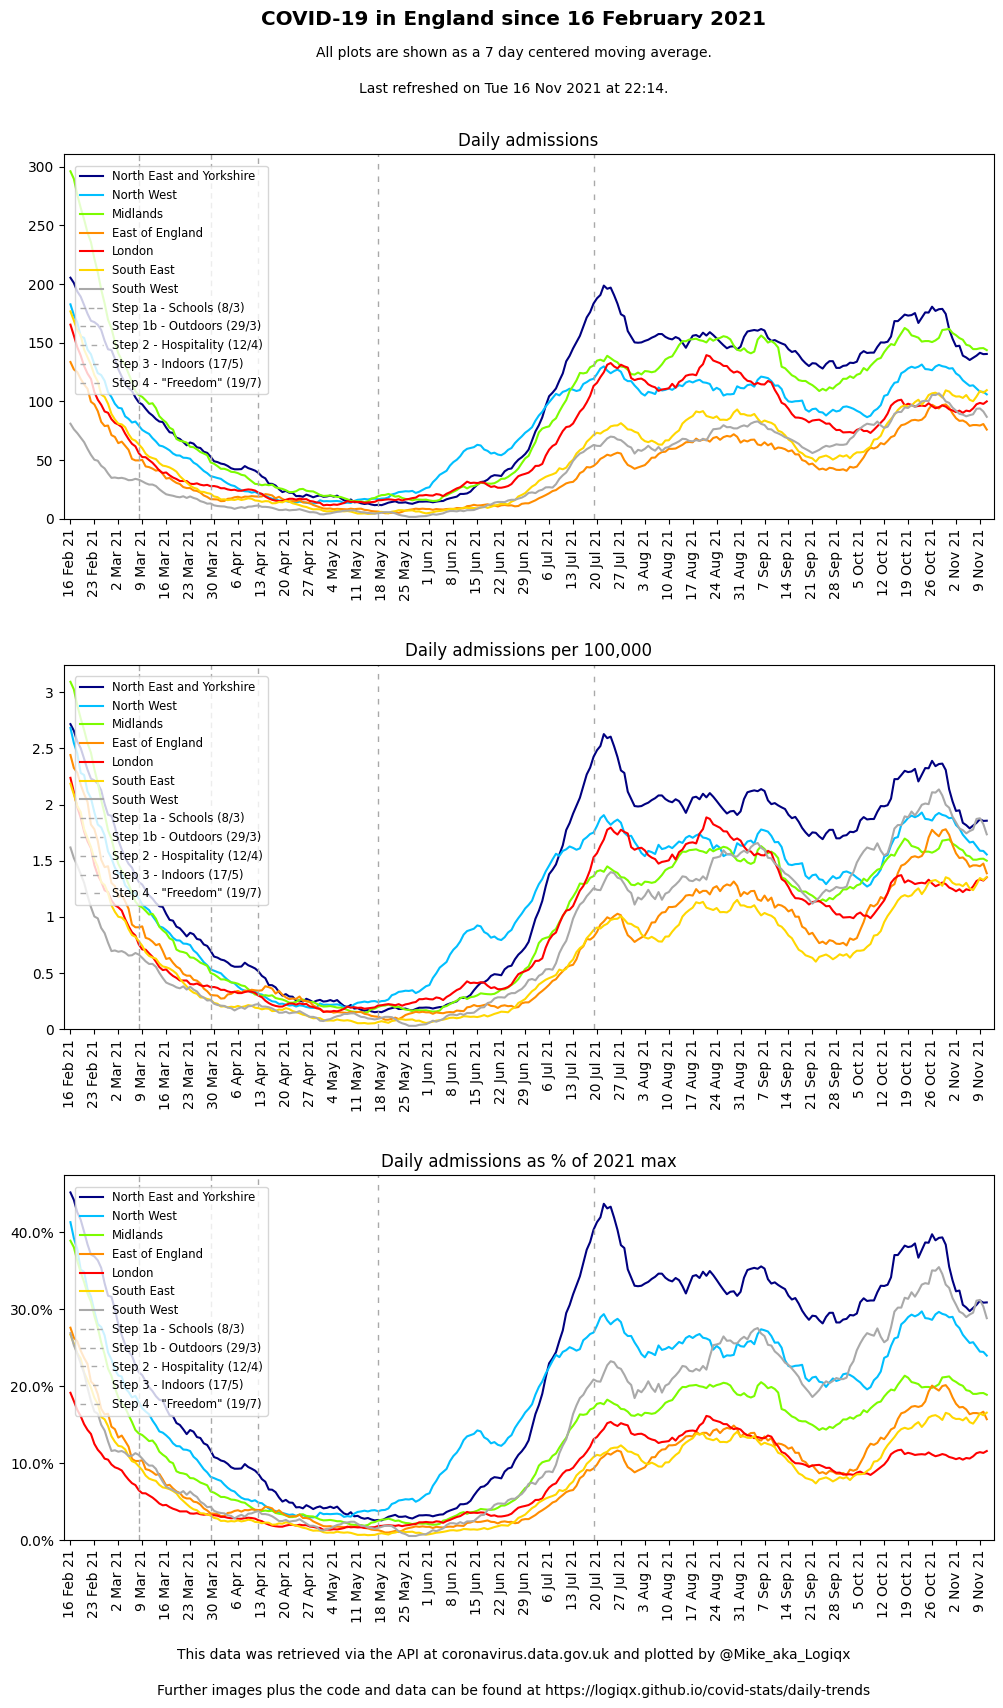 COVID-19 in England since 16 February 2021
All plots are shown as a 7 day centered moving average.
Last refreshed on Tue 16 Nov 2021 at 22:14.
Daily admissions
300
250
200
150
100
50
0
North East and Yorkshire
North West
Midlands
East of England
London
South East
South West
Step 1a - Schools (8/3)
Step 1b - Outdoors (29/3)
Step 2 - Hospitality (12/4)
Step 3 - Indoors (17/5)
Step 4 - "Freedom" (19/7)
16 Feb 21
23 Feb 21
2 Mar 21
9 Mar 21
16 Mar 21
23 Mar 21
30 Mar 21
6 Apr 21
13 Apr 21
20 Apr 21
27 Apr 21
4 May 21
11 May 21
18 May 21
25 May 21
1 Jun 21
8 Jun 21
15 Jun 21
22 Jun 21
29 Jun 21
6 Jul 21
13 Jul 21
20 Jul 21
27 Jul 21
3 Aug 21
10 Aug 21
17 Aug 21
24 Aug 21
31 Aug 21
7 Sep 21
14 Sep 21
21 Sep 21
28 Sep 21
5 Oct 21
12 Oct 21
19 Oct 21
26 Oct 21
2 Nov 21
9 Nov 21
Daily admissions per 100,000
3
2.5
2
1.5
1
0.5
0
North East and Yorkshire
North West
Midlands
East of England
London
South East
South West
Step 1a - Schools (8/3)
Step 1b - Outdoors (29/3)
Step 2 - Hospitality (12/4)
Step 3 - Indoors (17/5)
Step 4 - "Freedom" (19/7)
16 Feb 21
23 Feb 21
2 Mar 21
9 Mar 21
16 Mar 21
23 Mar 21
30 Mar 21
6 Apr 21
13 Apr 21
20 Apr 21
27 Apr 21
4 May 21
11 May 21
18 May 21
25 May 21
1 Jun 21
8 Jun 21
15 Jun 21
22 Jun 21
29 Jun 21
6 Jul 21
13 Jul 21
20 Jul 21
27 Jul 21
3 Aug 21
10 Aug 21
17 Aug 21
24 Aug 21
31 Aug 21
7 Sep 21
14 Sep 21
21 Sep 21
28 Sep 21
5 Oct 21
12 Oct 21
19 Oct 21
26 Oct 21
2 Nov 21
9 Nov 21
Daily admissions as % of 2021 max
40.0%
30.0%
20.0%
10.0%
0.0%
North East and Yorkshire
North West
Midlands
East of England
London
South East
South West
Step 1a - Schools (8/3)
Step 1b - Outdoors (29/3)
Step 2 - Hospitality (12/4)
Step 3 - Indoors (17/5)
Step 4 - "Freedom" (19/7)
16 Feb 21
23 Feb 21
2 Mar 21
9 Mar 21
16 Mar 21
23 Mar 21
30 Mar 21
6 Apr 21
13 Apr 21
20 Apr 21
27 Apr 21
4 May 21
11 May 21
18 May 21
25 May 21
1 Jun 21
8 Jun 21
15 Jun 21
22 Jun 21
29 Jun 21
6 Jul 21
13 Jul 21
20 Jul 21
27 Jul 21
3 Aug 21
10 Aug 21
17 Aug 21
24 Aug 21
31 Aug 21
7 Sep 21
14 Sep 21
21 Sep 21
28 Sep 21
5 Oct 21
12 Oct 21
19 Oct 21
26 Oct 21
2 Nov 21
9 Nov 21
This data was retrieved via the API at coronavirus.data.gov.uk and plotted by @Mike_aka_Logiqx
Further images plus the code and data can be found at https://logiqx.github.io/covid-stats/daily-trends